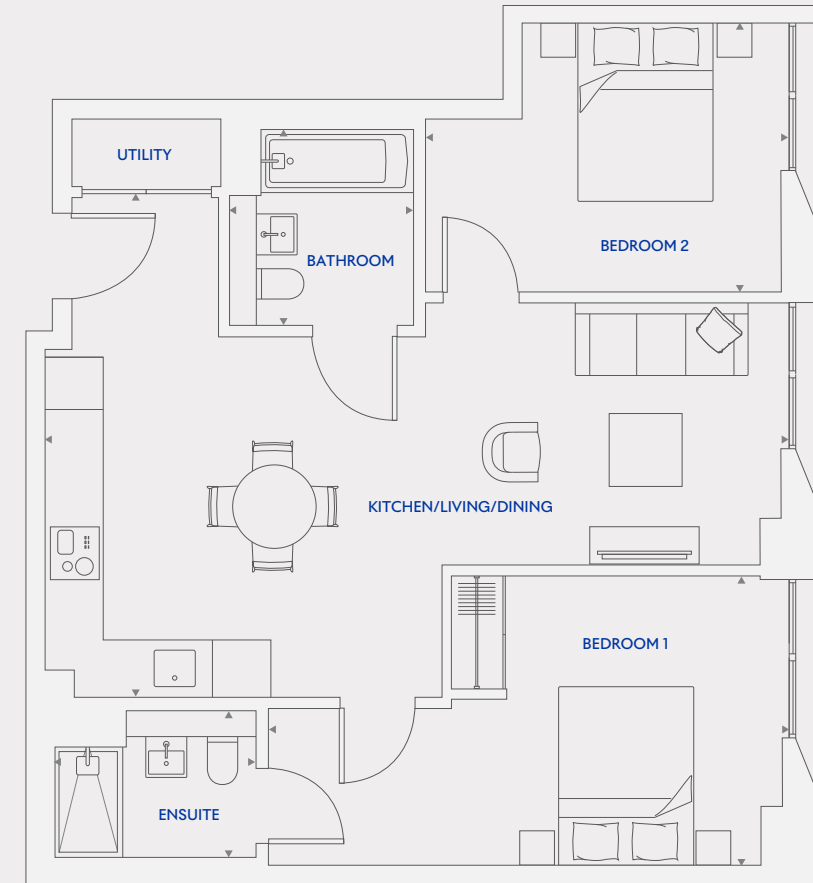 UTILITY
BATHROOM
BEDROOM 2
KITCHEN/LIVING/DINING
BEDROOM 1
ENSUITE